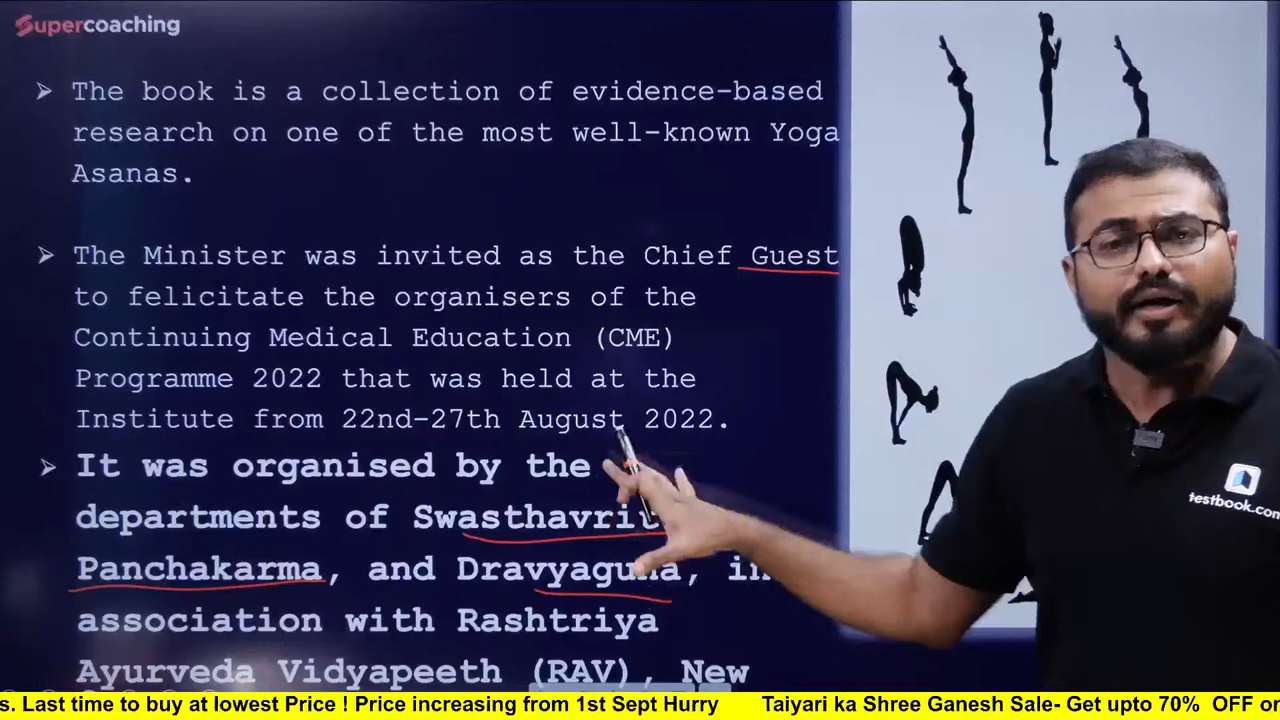 Supercoaching
➤ The book is a collection of evidence-based
research on one of the most well-known Yoga
Asanas.
➤ The Minister was invited as the Chief Guest
to felicitate the organisers of the
Continuing Medical Education (CME)
Programme 2022 that was held at the
Institute from 22nd-27th August 2022.
➤ It was organised by the
departments of
Panchakarma, and Dravyaguna, in
association with Rashtriya
Ayurveda Vidyapeeth (RAV), New
testbook.com
s. Last time to buy at lowest Price ! Price increasing from 1st Sept Hurry Taiyari ka Shree Ganesh Sale- Get upto 70% OFF on